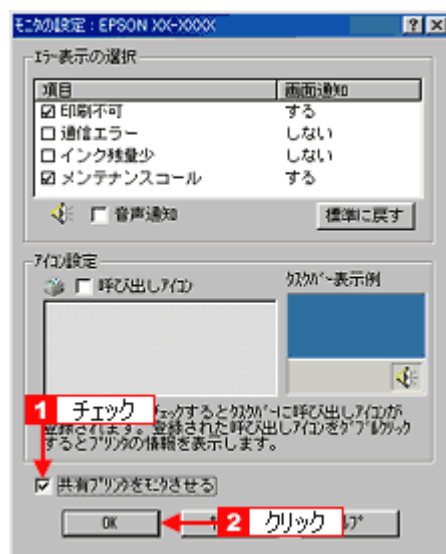 モニタの設定 : EPSON XX-XXXX
エラー表示の選択
項目 画面通知
印刷不可 する
通信エラー しない
インク残量少 しない
メンテナンスコール する
音声通知 標準に戻す
アイコン設定
呼び出しアイコン タスクバー表示例
1 チェック
チェックするとタスクバーに呼び出しアイコンが
登録されます。登録された呼び出しアイコンをダブルクリック
するとプリンタの情報を表示します。
共有プリンタをモニタさせる
OK 2 クリック